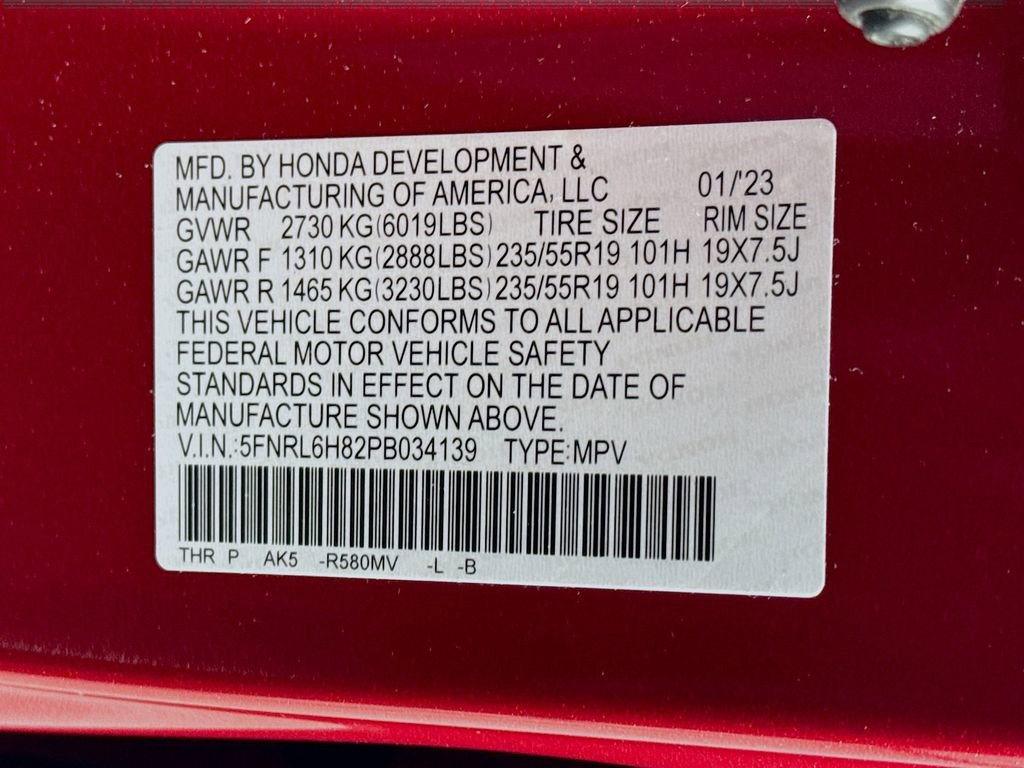 MFD. BY HONDA DEVELOPMENT &
MANUFACTURING OF AMERICA, LLC 01/'23
GVWR 2730 KG(6019LBS) TIRE SIZE RIM SIZE
GAWR F 1310 KG(2888LBS) 235/55R19 101H 19X7.5J
GAWR R 1465 KG(3230LBS) 235/55R19 101H 19X7.5J
THIS VEHICLE CONFORMS TO ALL APPLICABLE
FEDERAL MOTOR VEHICLE SAFETY
STANDARDS IN EFFECT ON THE DATE OF
MANUFACTURE SHOWN ABOVE.
V.I.N.:5FNRL6H82PB034139 TYPE:MPV
THR P AK5 -R580MV -L -B